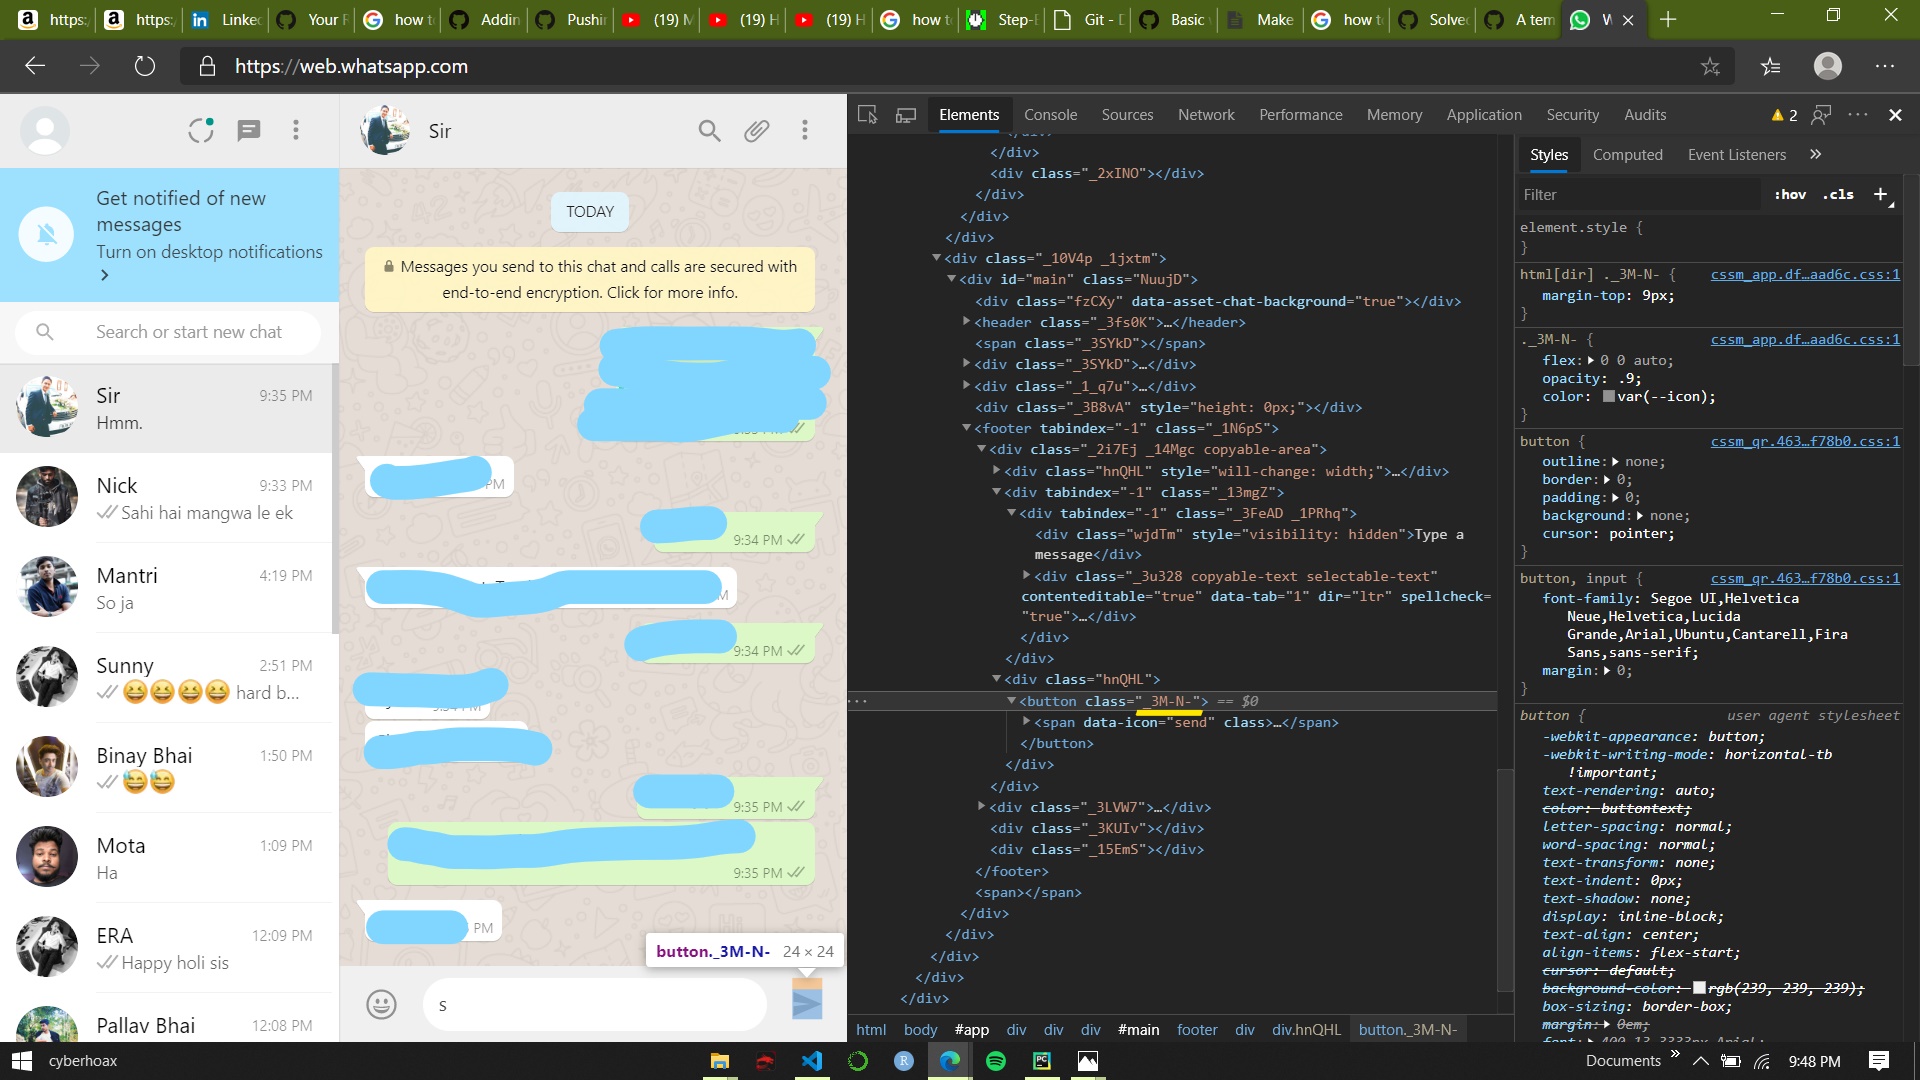 https:
https:
Linked
Your R
how t
Addin
Pushin
(19) M
(19) H
(19) H
how t
Step-
Git - D
Basic
Make
how t
Solved
A tem
W
https://web.whatsapp.com
Get notified of new
messages
Turn on desktop notifications
Search or start new chat
Sir
9:35 PM
Hmm.
Nick
9:33 PM
Sahi hai mangwa le ek
Mantri
4:19 PM
So ja
Sunny
2:51 PM
😆😆😆😆 hard b...
Binay Bhai
1:50 PM
😅😅
Mota
1:09 PM
Ha
ERA
12:09 PM
Happy holi sis
Pallav Bhai
12:08 PM
Sir
TODAY
Messages you send to this chat and calls are secured with
end-to-end encryption. Click for more info.
PM
9:34 PM
M
9:34 PM
9:35 PM
9:35 PM
PM
button._3M-N- 24 × 24
s
Elements Console Sources Network Performance Memory Application Security Audits
2
</div>
<div class="_2xINO"></div>
</div>
</div>
</div>
<div class="_10V4p _1jxtm">
<div id="main" class="NuujD">
<div class="fzCXy" data-asset-chat-background="true"></div>
<header class="_3fs0K">…</header>
<span class="_3SYkD"></span>
<div class="_3SYkD">…</div>
<div class="_1_q7u">…</div>
<div class="_3B8vA" style="height: 0px;"></div>
<footer tabindex="-1" class="_1N6pS">
<div class="_2i7Ej _14Mgc copyable-area">
<div class="hnQHL" style="will-change: width;">…</div>
<div tabindex="-1" class="_13mgZ">
<div tabindex="-1" class="_3FeAD _1PRhq">
<div class="wjdTm" style="visibility: hidden">Type a
message</div>
<div class="_3u328 copyable-text selectable-text"
contenteditable="true" data-tab="1" dir="ltr" spellcheck=
"true">…</div>
</div>
</div>
<div class="hnQHL">
<button class="_3M-N-"> == $0
<span data-icon="send" class>…</span>
</button>
</div>
</div>
<div class="_3LVW7">…</div>
<div class="_3KUIv"></div>
<div class="_15EmS"></div>
</footer>
<span></span>
</div>
</div>
</div>
</div>
</div>
html body #app div div div #main footer div div.hnQHL button._3M-N-
Styles Computed Event Listeners »
Filter :hov .cls +
element.style {
}
html[dir] ._3M-N- { cssm_app.df…aad6c.css:1
margin-top: 9px;
}
._3M-N- { cssm_app.df…aad6c.css:1
flex: 0 0 auto;
opacity: .9;
color: var(--icon);
}
button { cssm_qr.463…f78b0.css:1
outline: none;
border: 0;
padding: 0;
background: none;
cursor: pointer;
}
button, input { cssm_qr.463…f78b0.css:1
font-family: Segoe UI,Helvetica
Neue,Helvetica,Lucida
Grande,Arial,Ubuntu,Cantarell,Fira
Sans,sans-serif;
margin: 0;
}
button { user agent stylesheet
-webkit-appearance: button;
-webkit-writing-mode: horizontal-tb
!important;
text-rendering: auto;
color: buttontext;
letter-spacing: normal;
word-spacing: normal;
text-transform: none;
text-indent: 0px;
text-shadow: none;
display: inline-block;
text-align: center;
align-items: flex-start;
cursor: default;
background-color: rgb(239, 239, 239);
box-sizing: border-box;
margin: 0em;
font: 400 13.3333px Arial;
cyberhoax
Documents » 9:48 PM